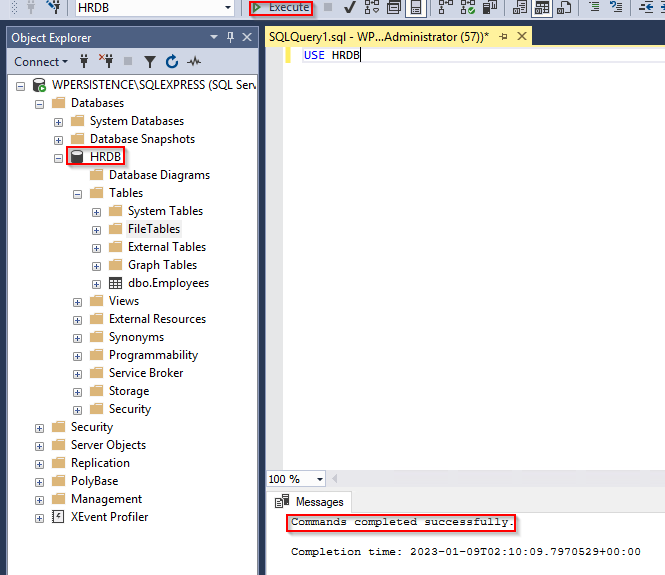 HRDB
Execute
Object Explorer
SQLQuery1.sql - WP...Administrator (57))*
Connect
USE HRDB
WPERSISTENCE\SQLEXPRESS (SQL Serv
Databases
System Databases
Database Snapshots
HRDB
Database Diagrams
Tables
System Tables
FileTables
External Tables
Graph Tables
dbo.Employees
Views
External Resources
Synonyms
Programmability
Service Broker
Storage
Security
Security
Server Objects
Replication
PolyBase
Management
XEvent Profiler
100 %
Messages
Commands completed successfully.
Completion time: 2023-01-09T02:10:09.7970529+00:00